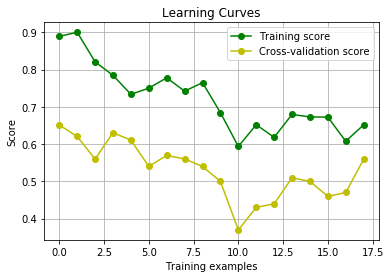 Learning Curves
Training score
Cross-validation score
Score
0.9
0.8
0.7
0.6
0.5
0.4
0.0 2.5 5.0 7.5 10.0 12.5 15.0 17.5
Training examples